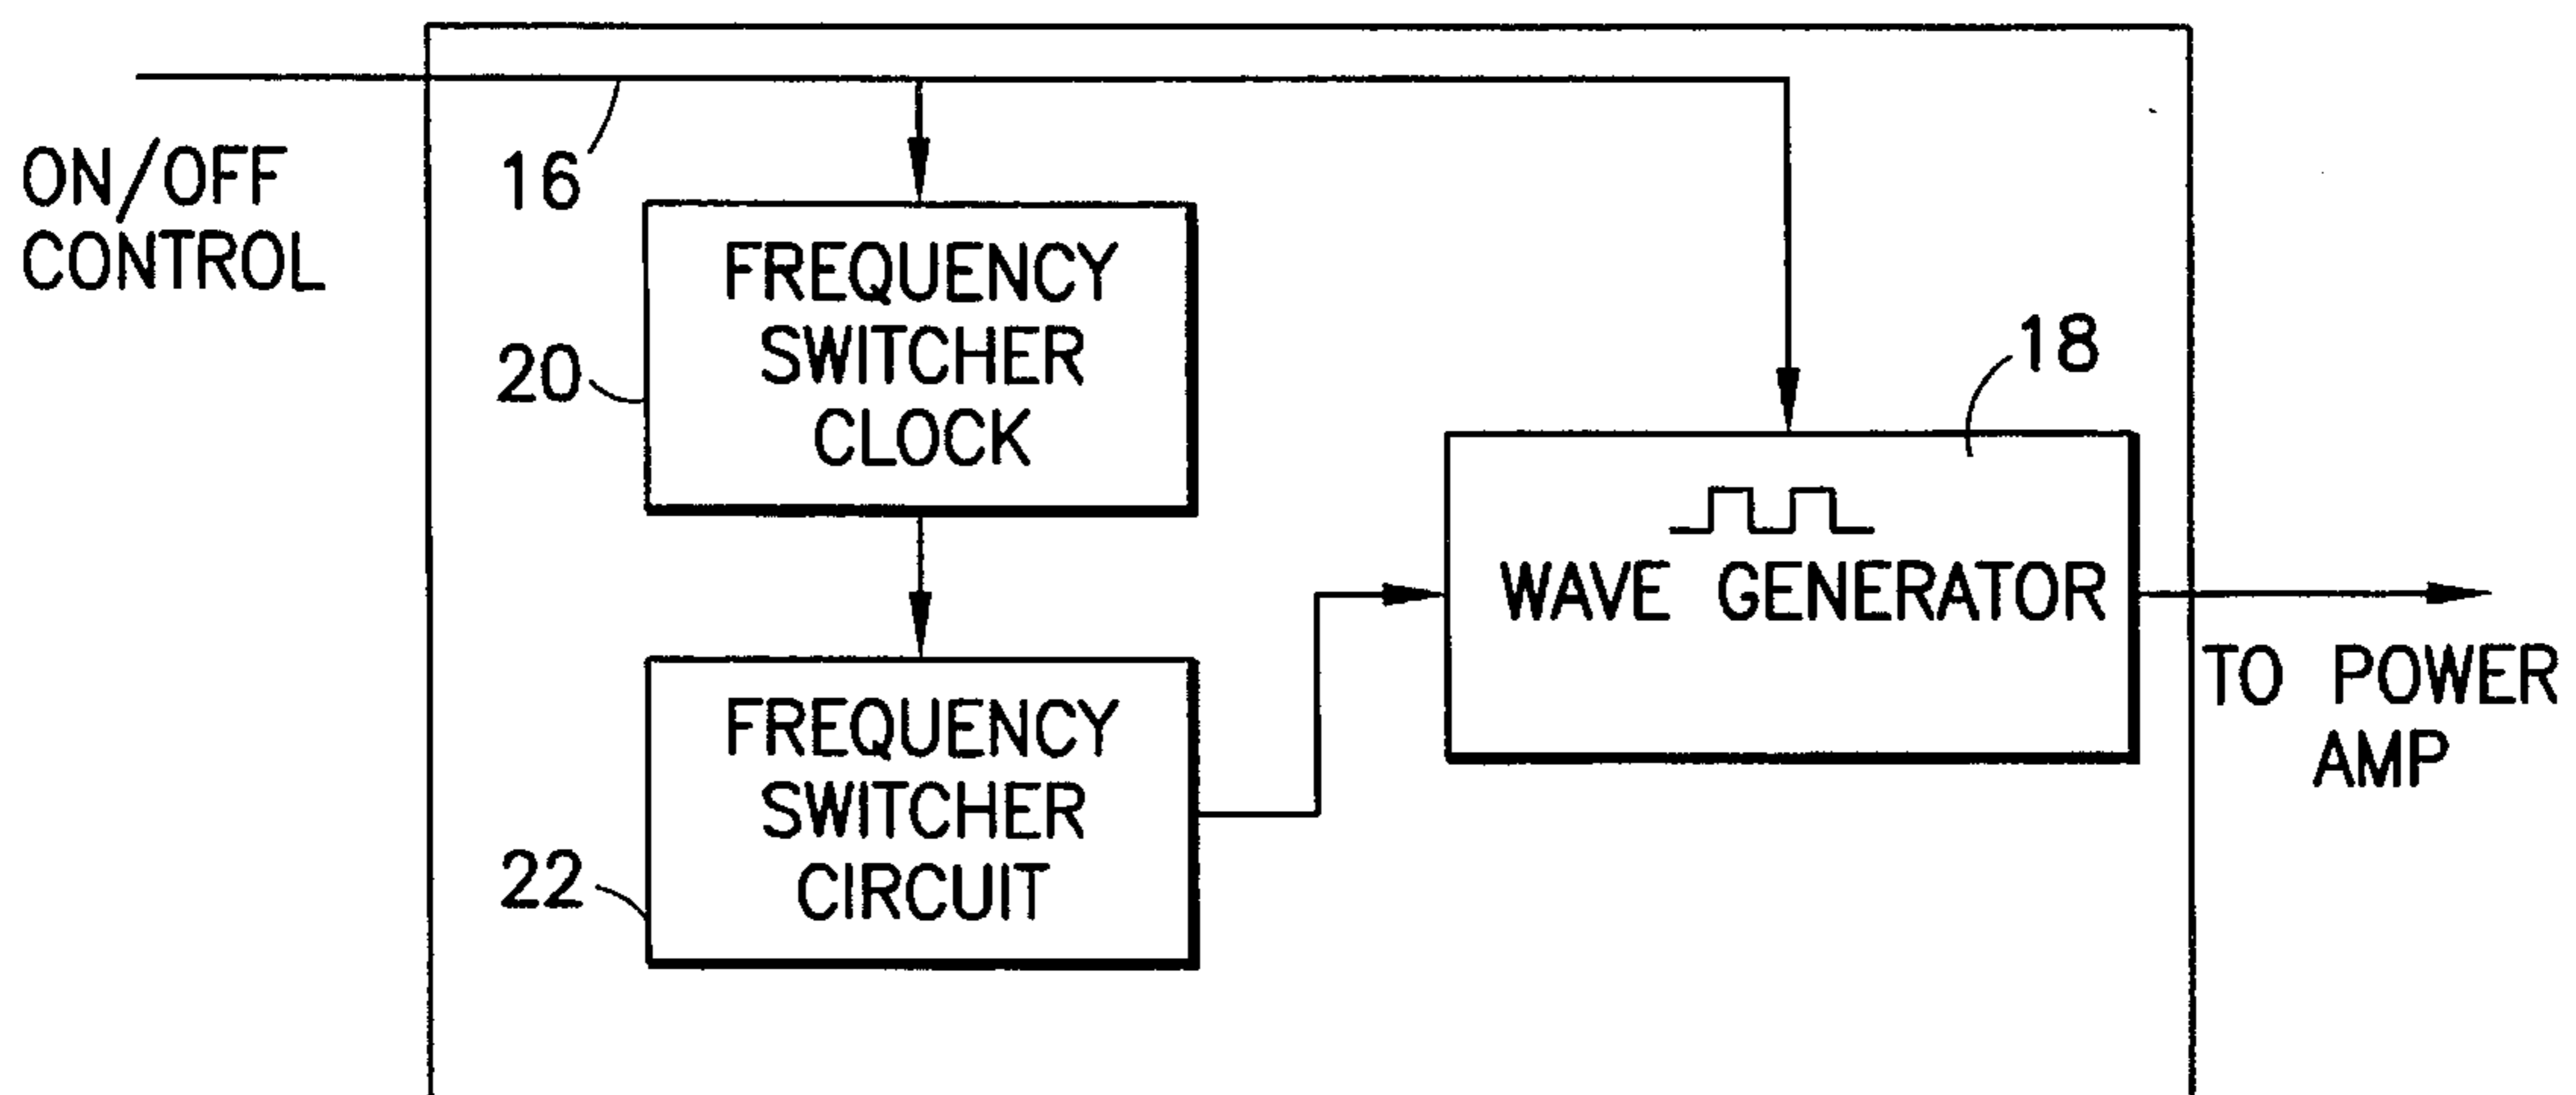 ON/OFF
CONTROL
16
FREQUENCY
SWITCHER
CLOCK
20
18
WAVE GENERATOR
TO POWER
AMP
FREQUENCY
SWITCHER
CIRCUIT
22